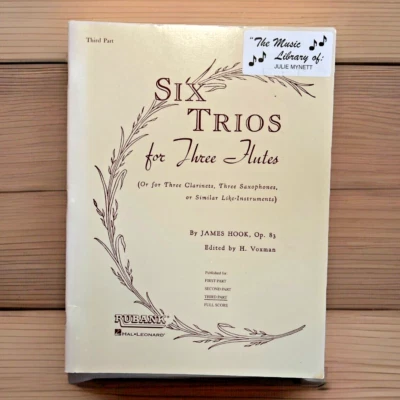 Third Part
"The Music
Library of:
JULIE MYNETT
SIX
TRIOS
for Three Flutes
(Or for Three Clarinets, Three Saxophones,
or Similar Like-Instruments)
By JAMES HOOK, Op. 83
Edited by H. Voxman
Published for:
FIRST PART
SECOND PART
THIRD PART
FULL SCORE
RUBANK
HAL•LEONARD